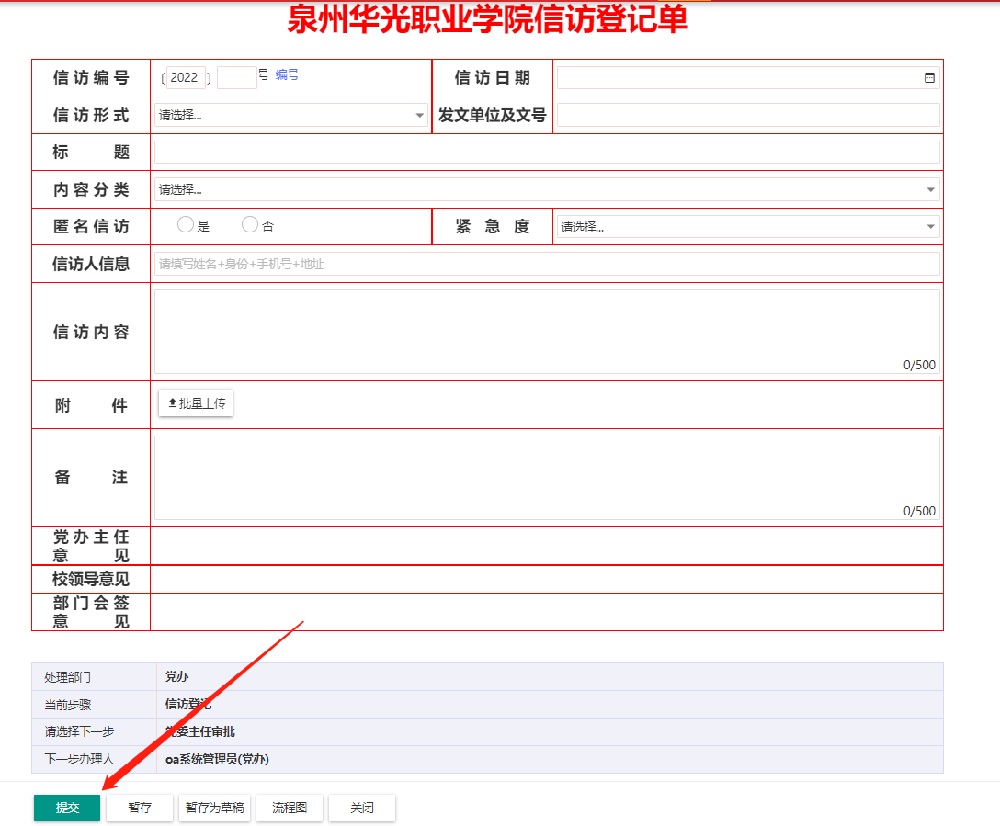 泉州华光职业学院信访登记单
信 访 编 号 〔 2022 〕 号 编号 信 访 日 期
信 访 形 式 请选择... 发文单位及文号
标 题
内 容 分 类 请选择...
匿 名 信 访 是 否 紧 急 度 请选择...
信访人信息 请填写姓名+身份+手机号+地址
信 访 内 容
0/500
附 件 批量上传
备 注
0/500
党 办 主 任
意 见
校领导意见
部 门 会 签
意 见
处理部门 党办
当前步骤 信访登记
请选择下一步 党委主任审批
下一步办理人 oa系统管理员(党办)
提交 暂存 暂存为草稿 流程图 关闭